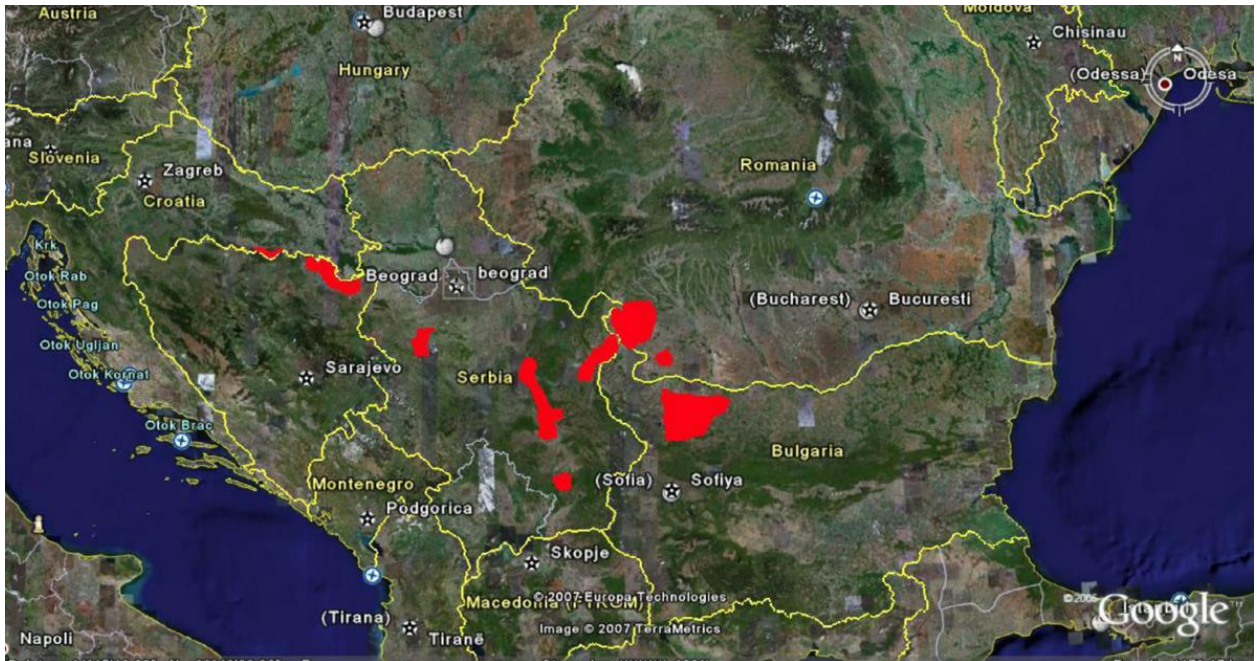 Austria
Budapest
Moldova
Chisinau
Hungary
N
(Odessa)
Odesa
ana
Slovenia
Zagreb
Romania
Croatia
Krk
Beograd
beograd
Otok Rab
(Bucharest)
Bucuresti
Otok Pag
Otok Ugljan
Sarajevo
Serbia
Otok Kornat
Otok Brac
Bulgaria
Montenegro
(Sofia)
Sofiya
Podgorica
Skopje
© 2007 Europa Technologies
Macedonia (FYROM)
(Tirana)
Tiranë
Image © 2007 TerraMetrics
Napoli
Google